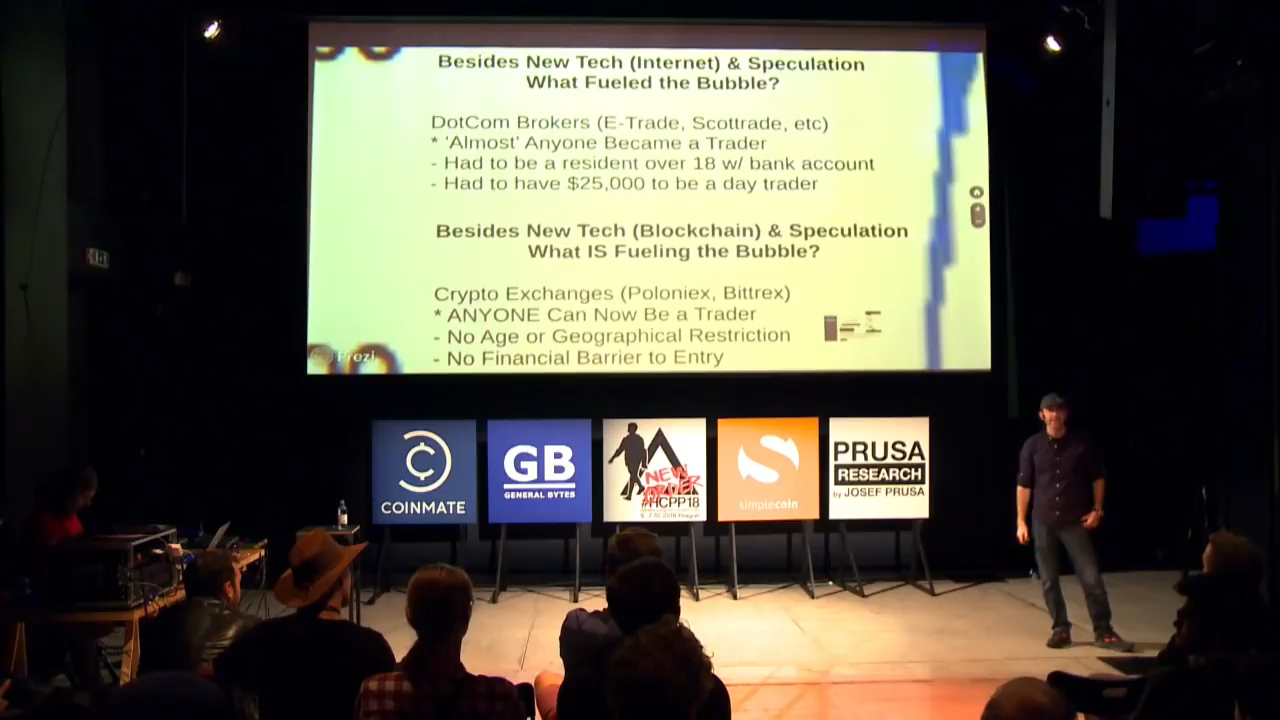 Besides New Tech (Internet) & Speculation
What Fueled the Bubble?
DotCom Brokers (E-Trade, Scottrade, etc)
* 'Almost' Anyone Became a Trader
- Had to be a resident over 18 w/ bank account
- Had to have $25,000 to be a day trader
Besides New Tech (Blockchain) & Speculation
What IS Fueling the Bubble?
Crypto Exchanges (Poloniex, Bittrex)
* ANYONE Can Now Be a Trader
- No Age or Geographical Restriction
- No Financial Barrier to Entry
Prezi
COINMATE
GB
GENERAL BYTES
NEW
ORDER
#HCPP18
simplecoin
PRUSA
RESEARCH
by JOSEF PRUSA